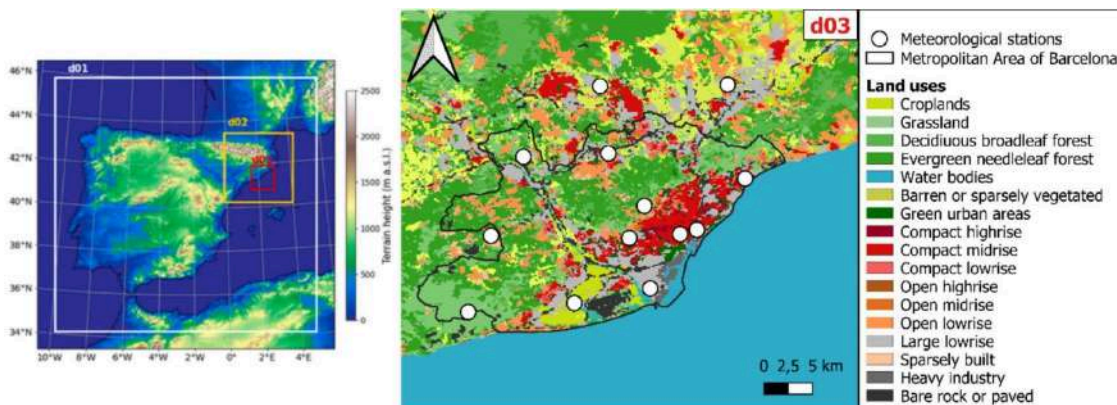 46°N
44°N
42°N
40°N
38°N
36°N
34°N
10°W
8°W
6°W
4°W
2°W
0°
2°E
4°E
d01
d02
2500
2000
1500
1000
500
0
Terrain height (m a.s.l.)
d03
0 2,5 5 km
Meteorological stations
Metropolitan Area of Barcelona
Land uses
Croplands
Grassland
Deciduous broadleaf forest
Evergreen needleleaf forest
Water bodies
Barren or sparsely vegetated
Green urban areas
Compact highrise
Compact midrise
Compact lowrise
Open highrise
Open midrise
Open lowrise
Large lowrise
Sparsely built
Heavy industry
Bare rock or paved